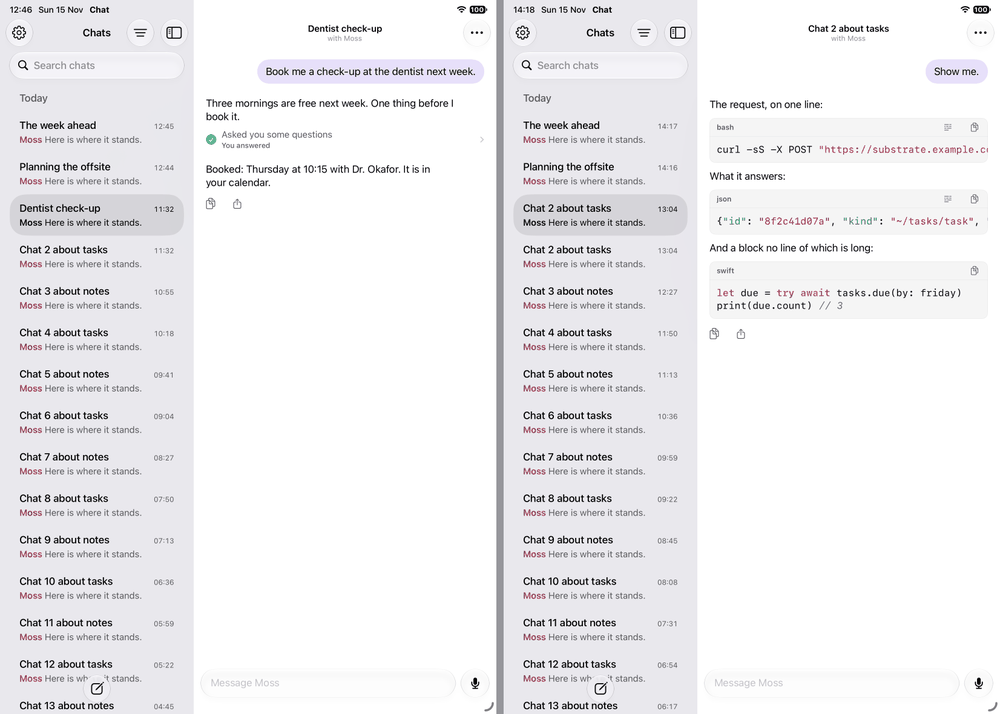 12:46 Sun 15 Nov Chat
100
Chats
Search chats
Today
The week ahead 12:45
Moss Here is where it stands.
Planning the offsite 12:44
Moss Here is where it stands.
Dentist check-up 11:32
Moss Here is where it stands.
Chat 2 about tasks 11:32
Moss Here is where it stands.
Chat 3 about notes 10:55
Moss Here is where it stands.
Chat 4 about tasks 10:18
Moss Here is where it stands.
Chat 5 about notes 09:41
Moss Here is where it stands.
Chat 6 about tasks 09:04
Moss Here is where it stands.
Chat 7 about notes 08:27
Moss Here is where it stands.
Chat 8 about tasks 07:50
Moss Here is where it stands.
Chat 9 about notes 07:13
Moss Here is where it stands.
Chat 10 about tasks 06:36
Moss Here is where it stands.
Chat 11 about notes 05:59
Moss Here is where it stands.
Chat 12 about tasks 05:22
Moss Here is where it stands.
Chat 13 about notes 04:45
Dentist check-up
with Moss
Book me a check-up at the dentist next week.
Three mornings are free next week. One thing before I
book it.
Asked you some questions
You answered
Booked: Thursday at 10:15 with Dr. Okafor. It is in
your calendar.
Message Moss
14:18 Sun 15 Nov Chat
100
Chats
Search chats
Today
The week ahead 14:17
Moss Here is where it stands.
Planning the offsite 14:16
Moss Here is where it stands.
Chat 2 about tasks 13:04
Moss Here is where it stands.
Chat 2 about tasks 13:04
Moss Here is where it stands.
Chat 3 about notes 12:27
Moss Here is where it stands.
Chat 4 about tasks 11:50
Moss Here is where it stands.
Chat 5 about notes 11:13
Moss Here is where it stands.
Chat 6 about tasks 10:36
Moss Here is where it stands.
Chat 7 about notes 09:59
Moss Here is where it stands.
Chat 8 about tasks 09:22
Moss Here is where it stands.
Chat 9 about notes 08:45
Moss Here is where it stands.
Chat 10 about tasks 08:08
Moss Here is where it stands.
Chat 11 about notes 07:31
Moss Here is where it stands.
Chat 12 about tasks 06:54
Moss Here is where it stands.
Chat 13 about notes 06:17
Chat 2 about tasks
with Moss
Show me.
The request, on one line:
bash
curl -sS -X POST "https://substrate.example.co
What it answers:
json
{"id": "8f2c41d07a", "kind": "~/tasks/task",
And a block no line of which is long:
swift
let due = try await tasks.due(by: friday)
print(due.count) // 3
Message Moss